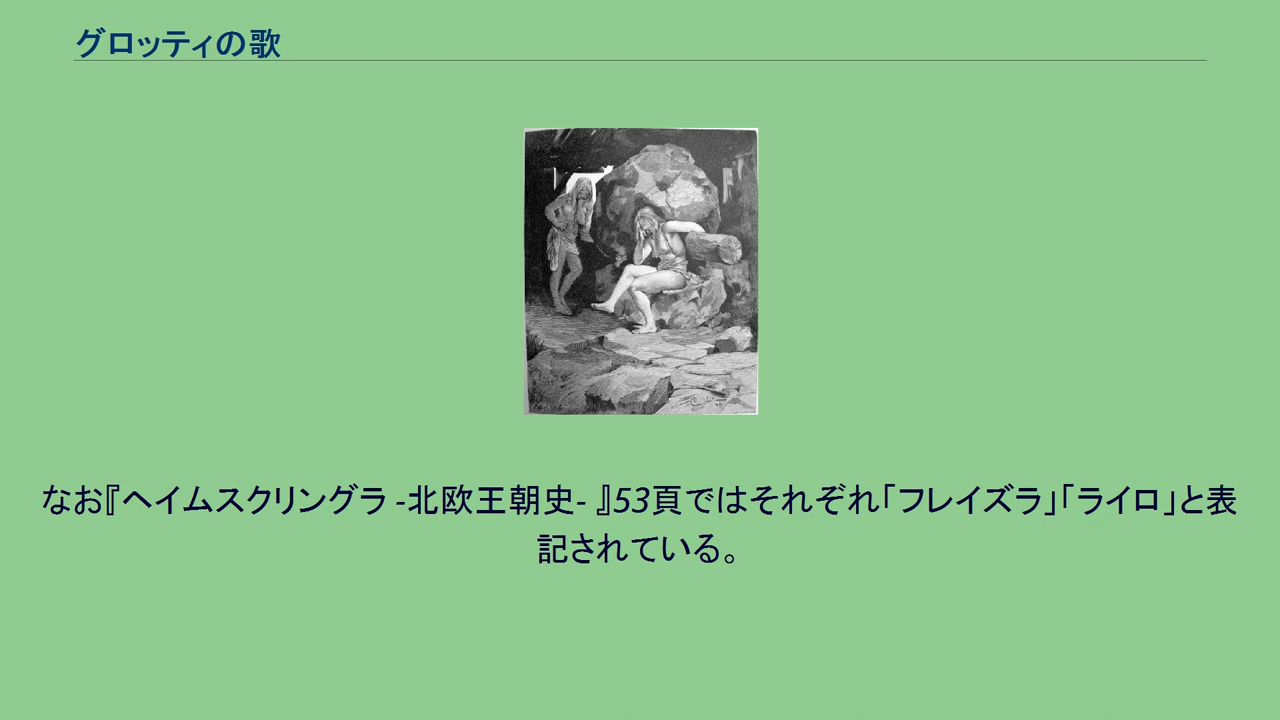 グロッティの歌
なお『ヘイムスクリングラ -北欧王朝史- 』53頁ではそれぞれ「フレイズラ」「ライロ」と表
記されている。